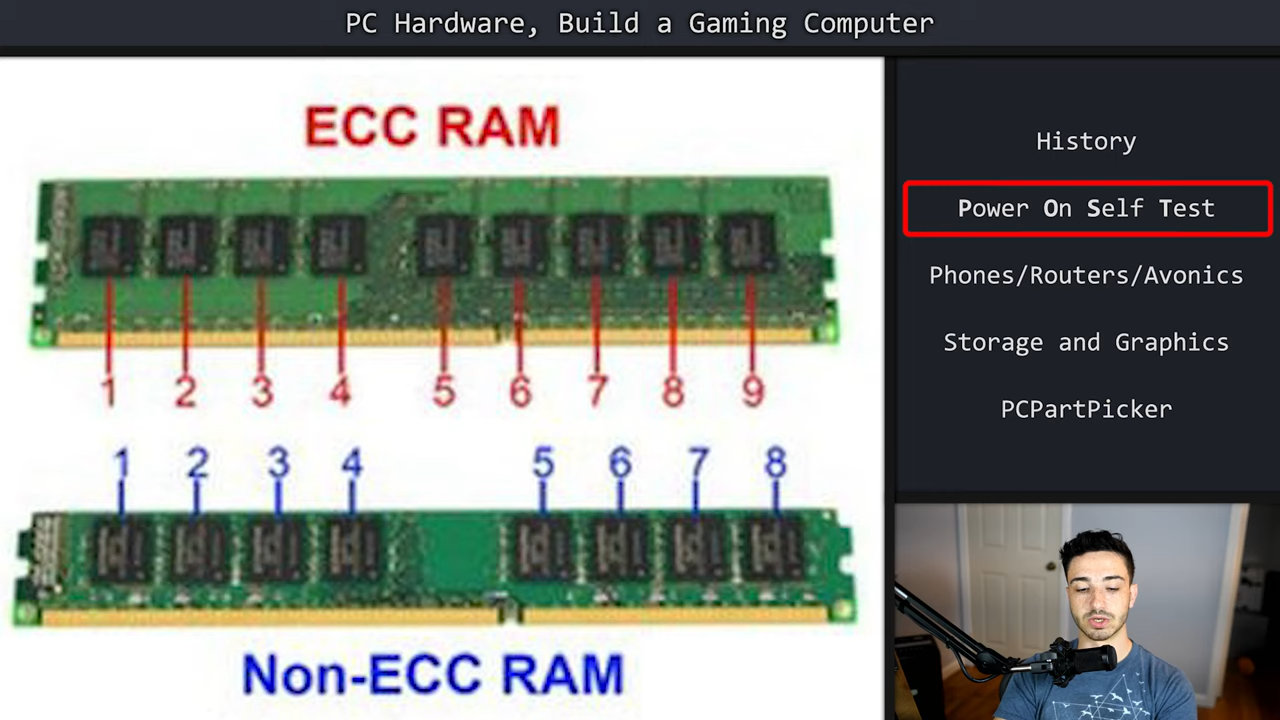 PC Hardware, Build a Gaming Computer
ECC RAM
1 2 3 4 5 6 7 8 9
1 2 3 4 5 6 7 8
Non-ECC RAM
History
Power On Self Test
Phones/Routers/Avonics
Storage and Graphics
PCPartPicker